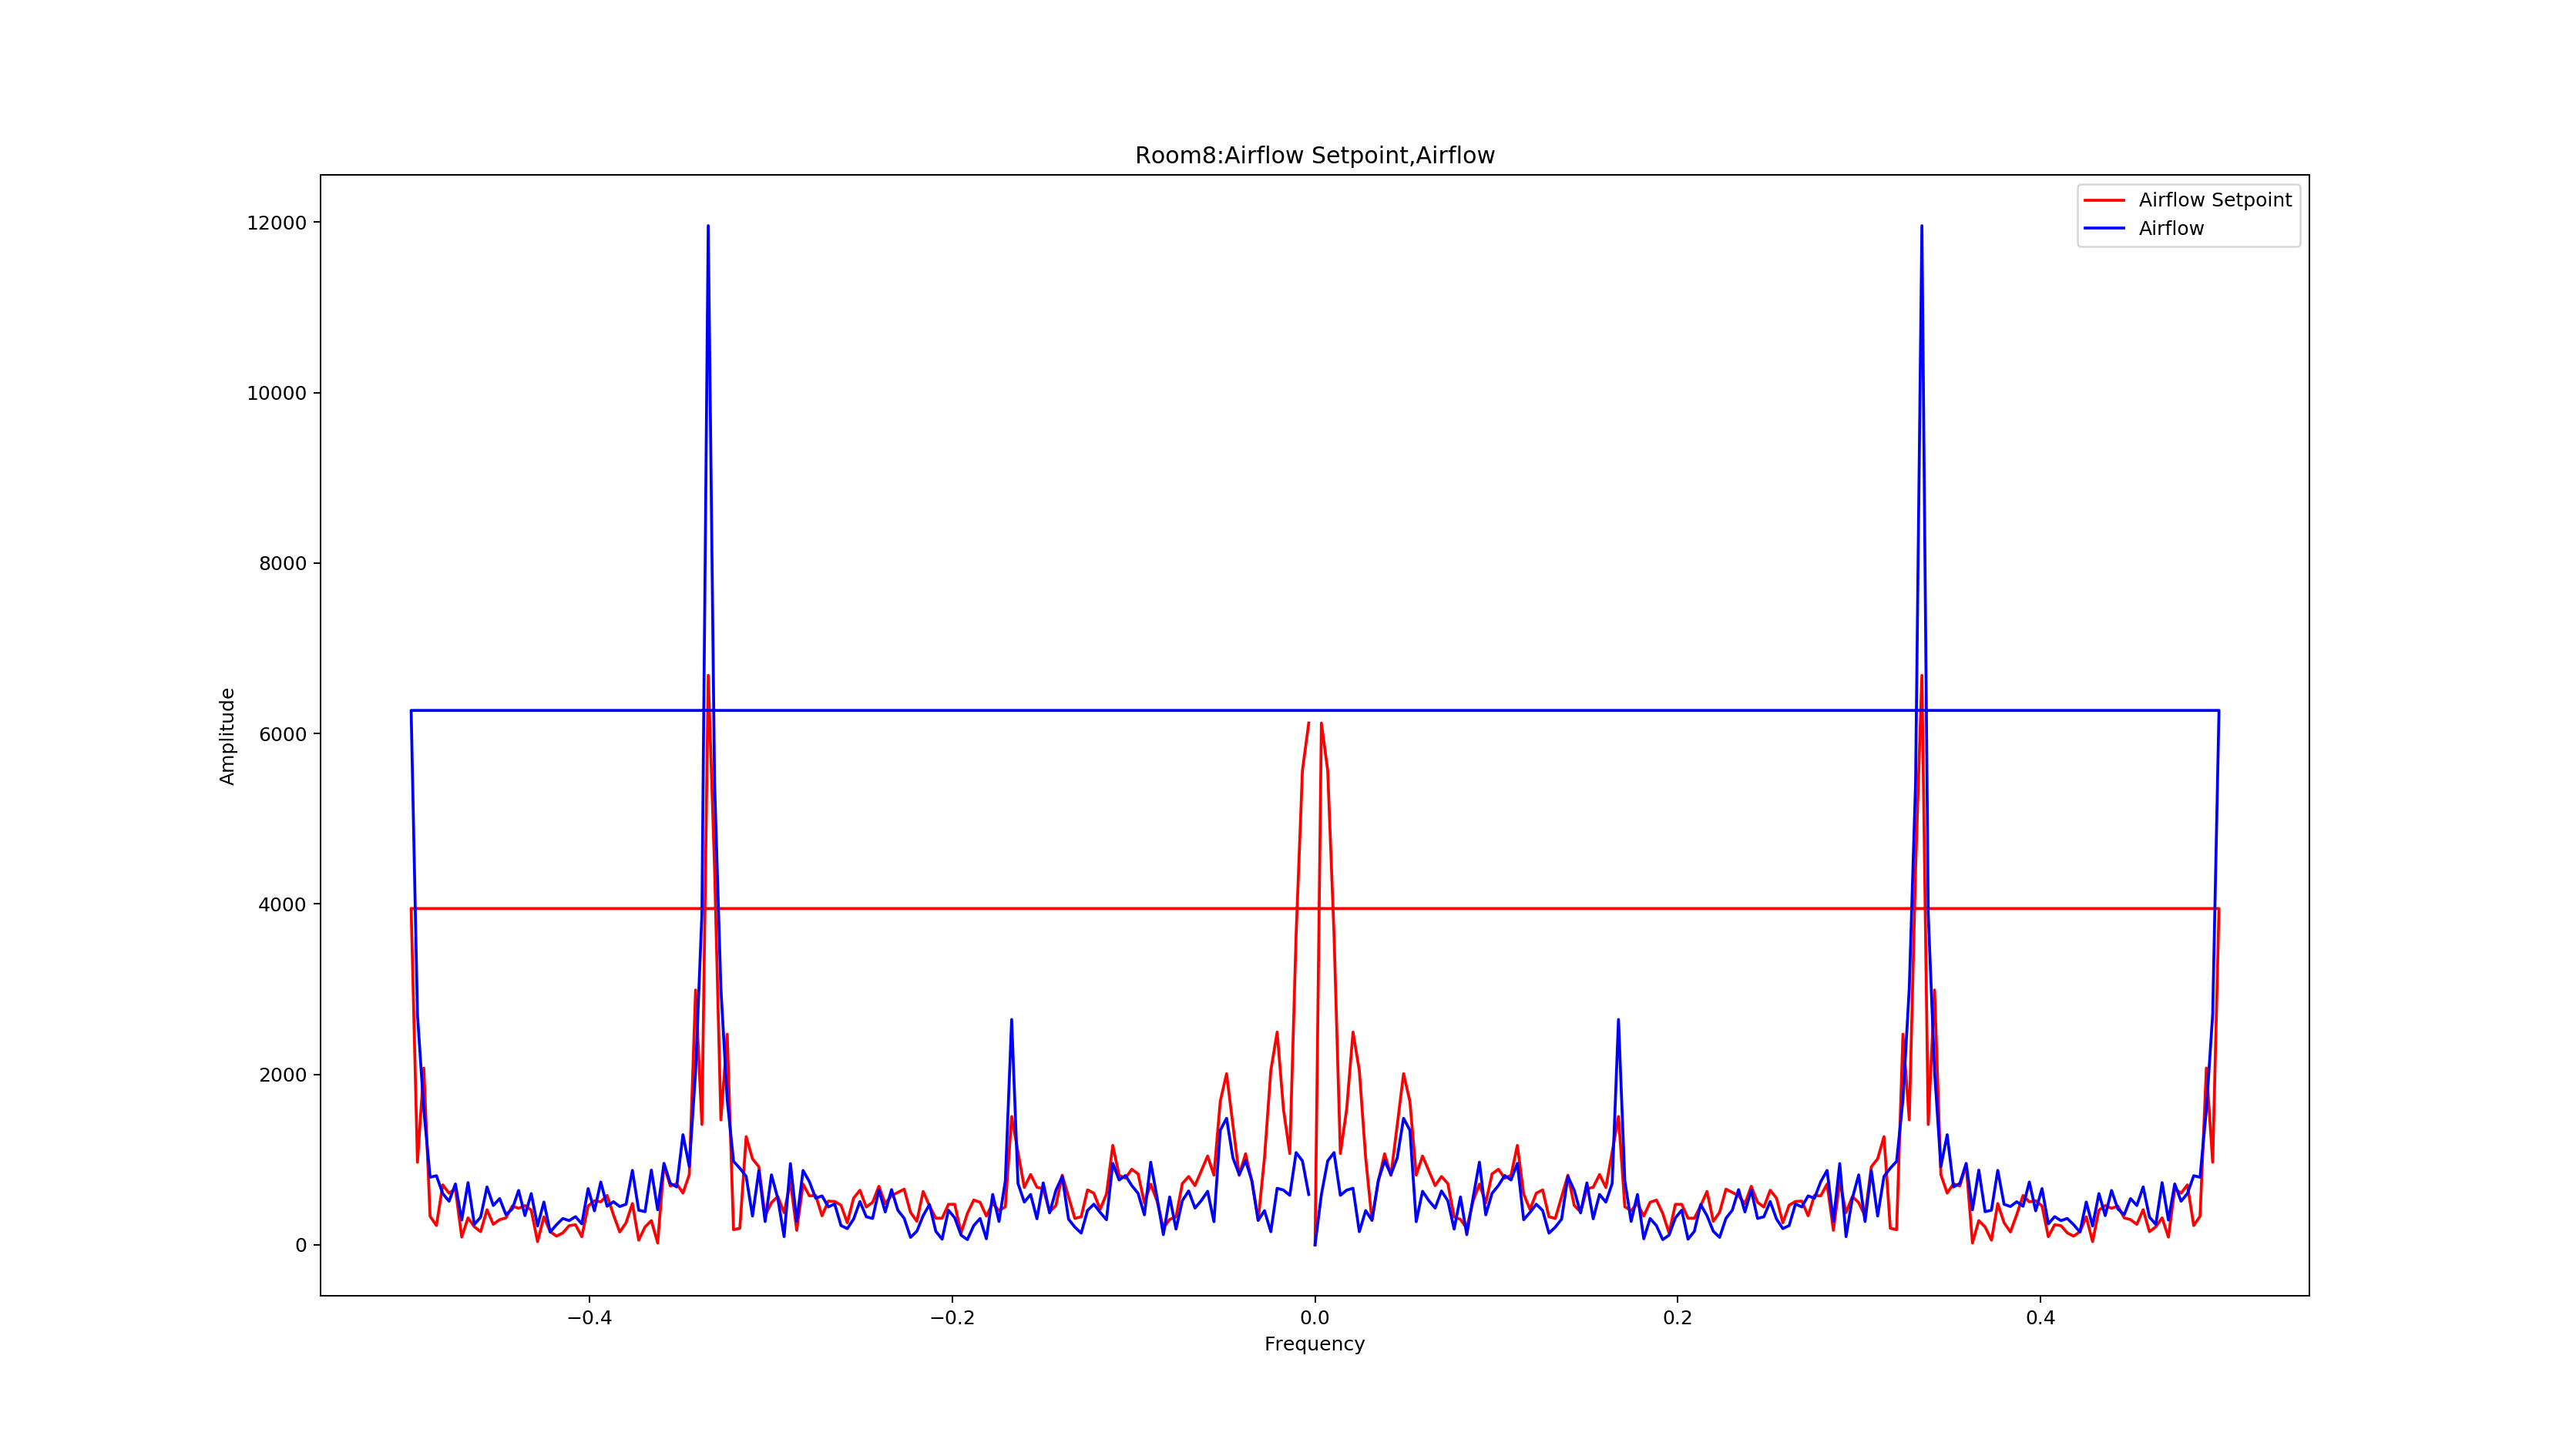 Room8:Airflow Setpoint,Airflow
Airflow Setpoint
Airflow
12000
10000
8000
6000
4000
2000
0
Amplitude
−0.4
−0.2
0.0
0.2
0.4
Frequency